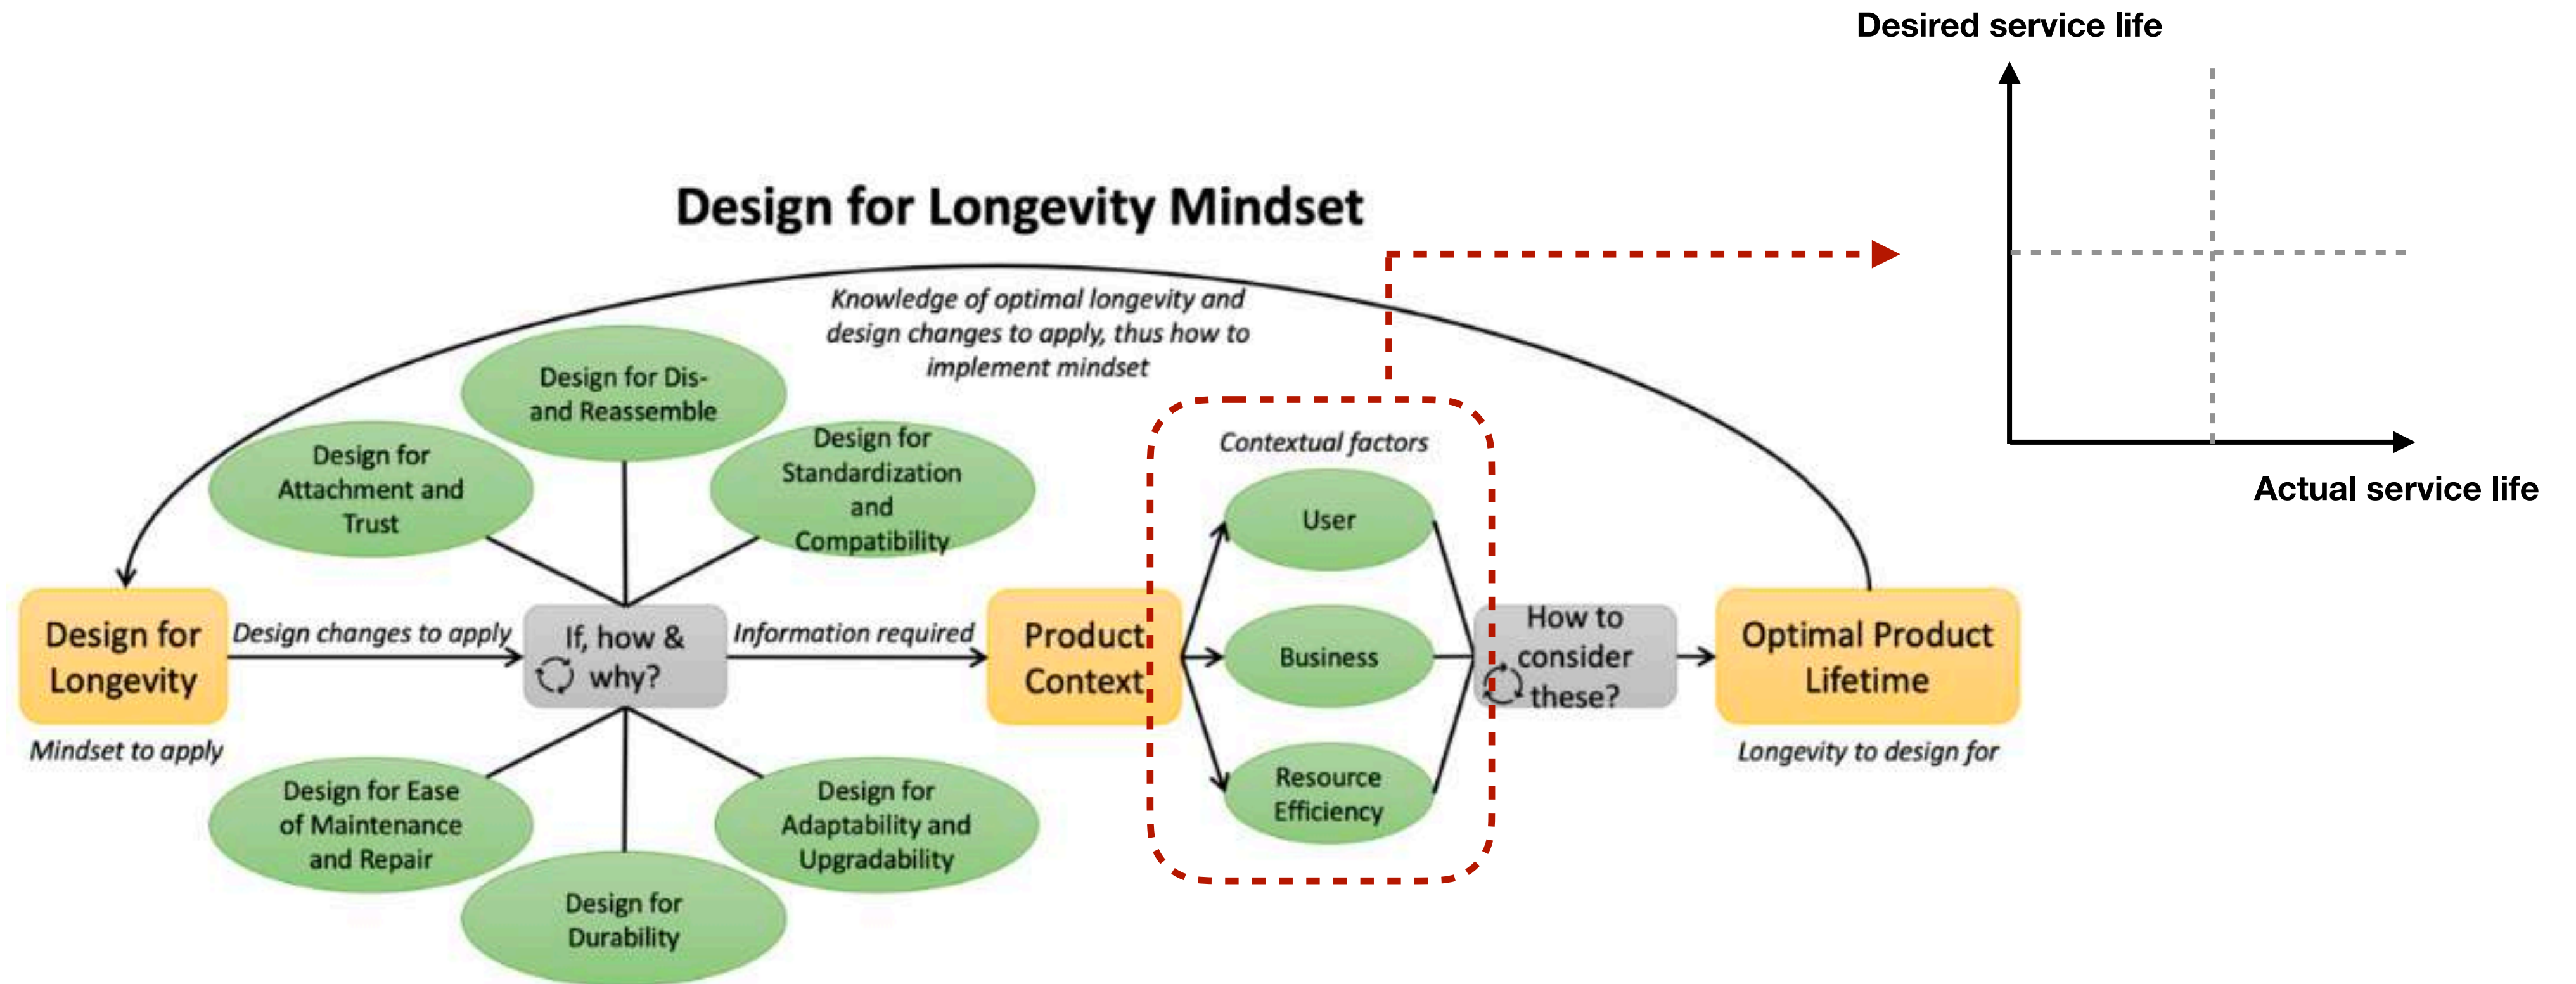 Desired service life
Actual service life
Design for Longevity Mindset
Knowledge of optimal longevity and
design changes to apply, thus how to
implement mindset
Design for Dis-
and Reassemble
Design for
Attachment and
Trust
Design for
Standardization
and
Compatibility
Design for
Longevity
Mindset to apply
Design changes to apply
If, how &
why?
Information required
Product
Context
Contextual factors
User
Business
Resource
Efficiency
How to
consider
these?
Optimal Product
Lifetime
Longevity to design for
Design for Ease
of Maintenance
and Repair
Design for
Durability
Design for
Adaptability and
Upgradability